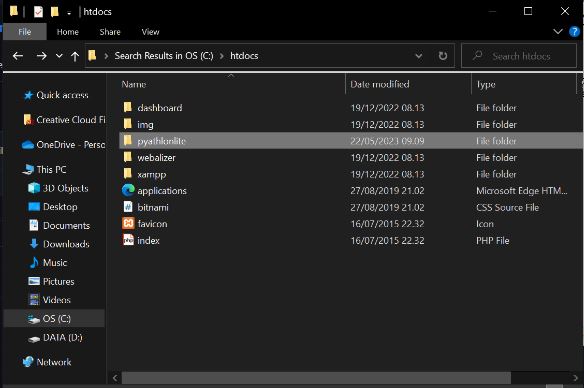 htdocs
File Home Share View
Search Results in OS (C:) htdocs Search htdocs
Name Date modified Type
Quick access
Creative Cloud Fi
OneDrive - Perso
This PC
3D Objects
Desktop
Documents
Downloads
Music
Pictures
Videos
OS (C:)
DATA (D:)
Network
dashboard 19/12/2022 08.13 File folder
img 19/12/2022 08.13 File folder
pyathlonlite 22/05/2023 09.09 File folder
webalizer 19/12/2022 08.13 File folder
xampp 19/12/2022 08.13 File folder
applications 27/08/2019 21.02 Microsoft Edge HTM...
bitnami 27/08/2019 21.02 CSS Source File
favicon 16/07/2015 22.32 Icon
index 16/07/2015 22.32 PHP File